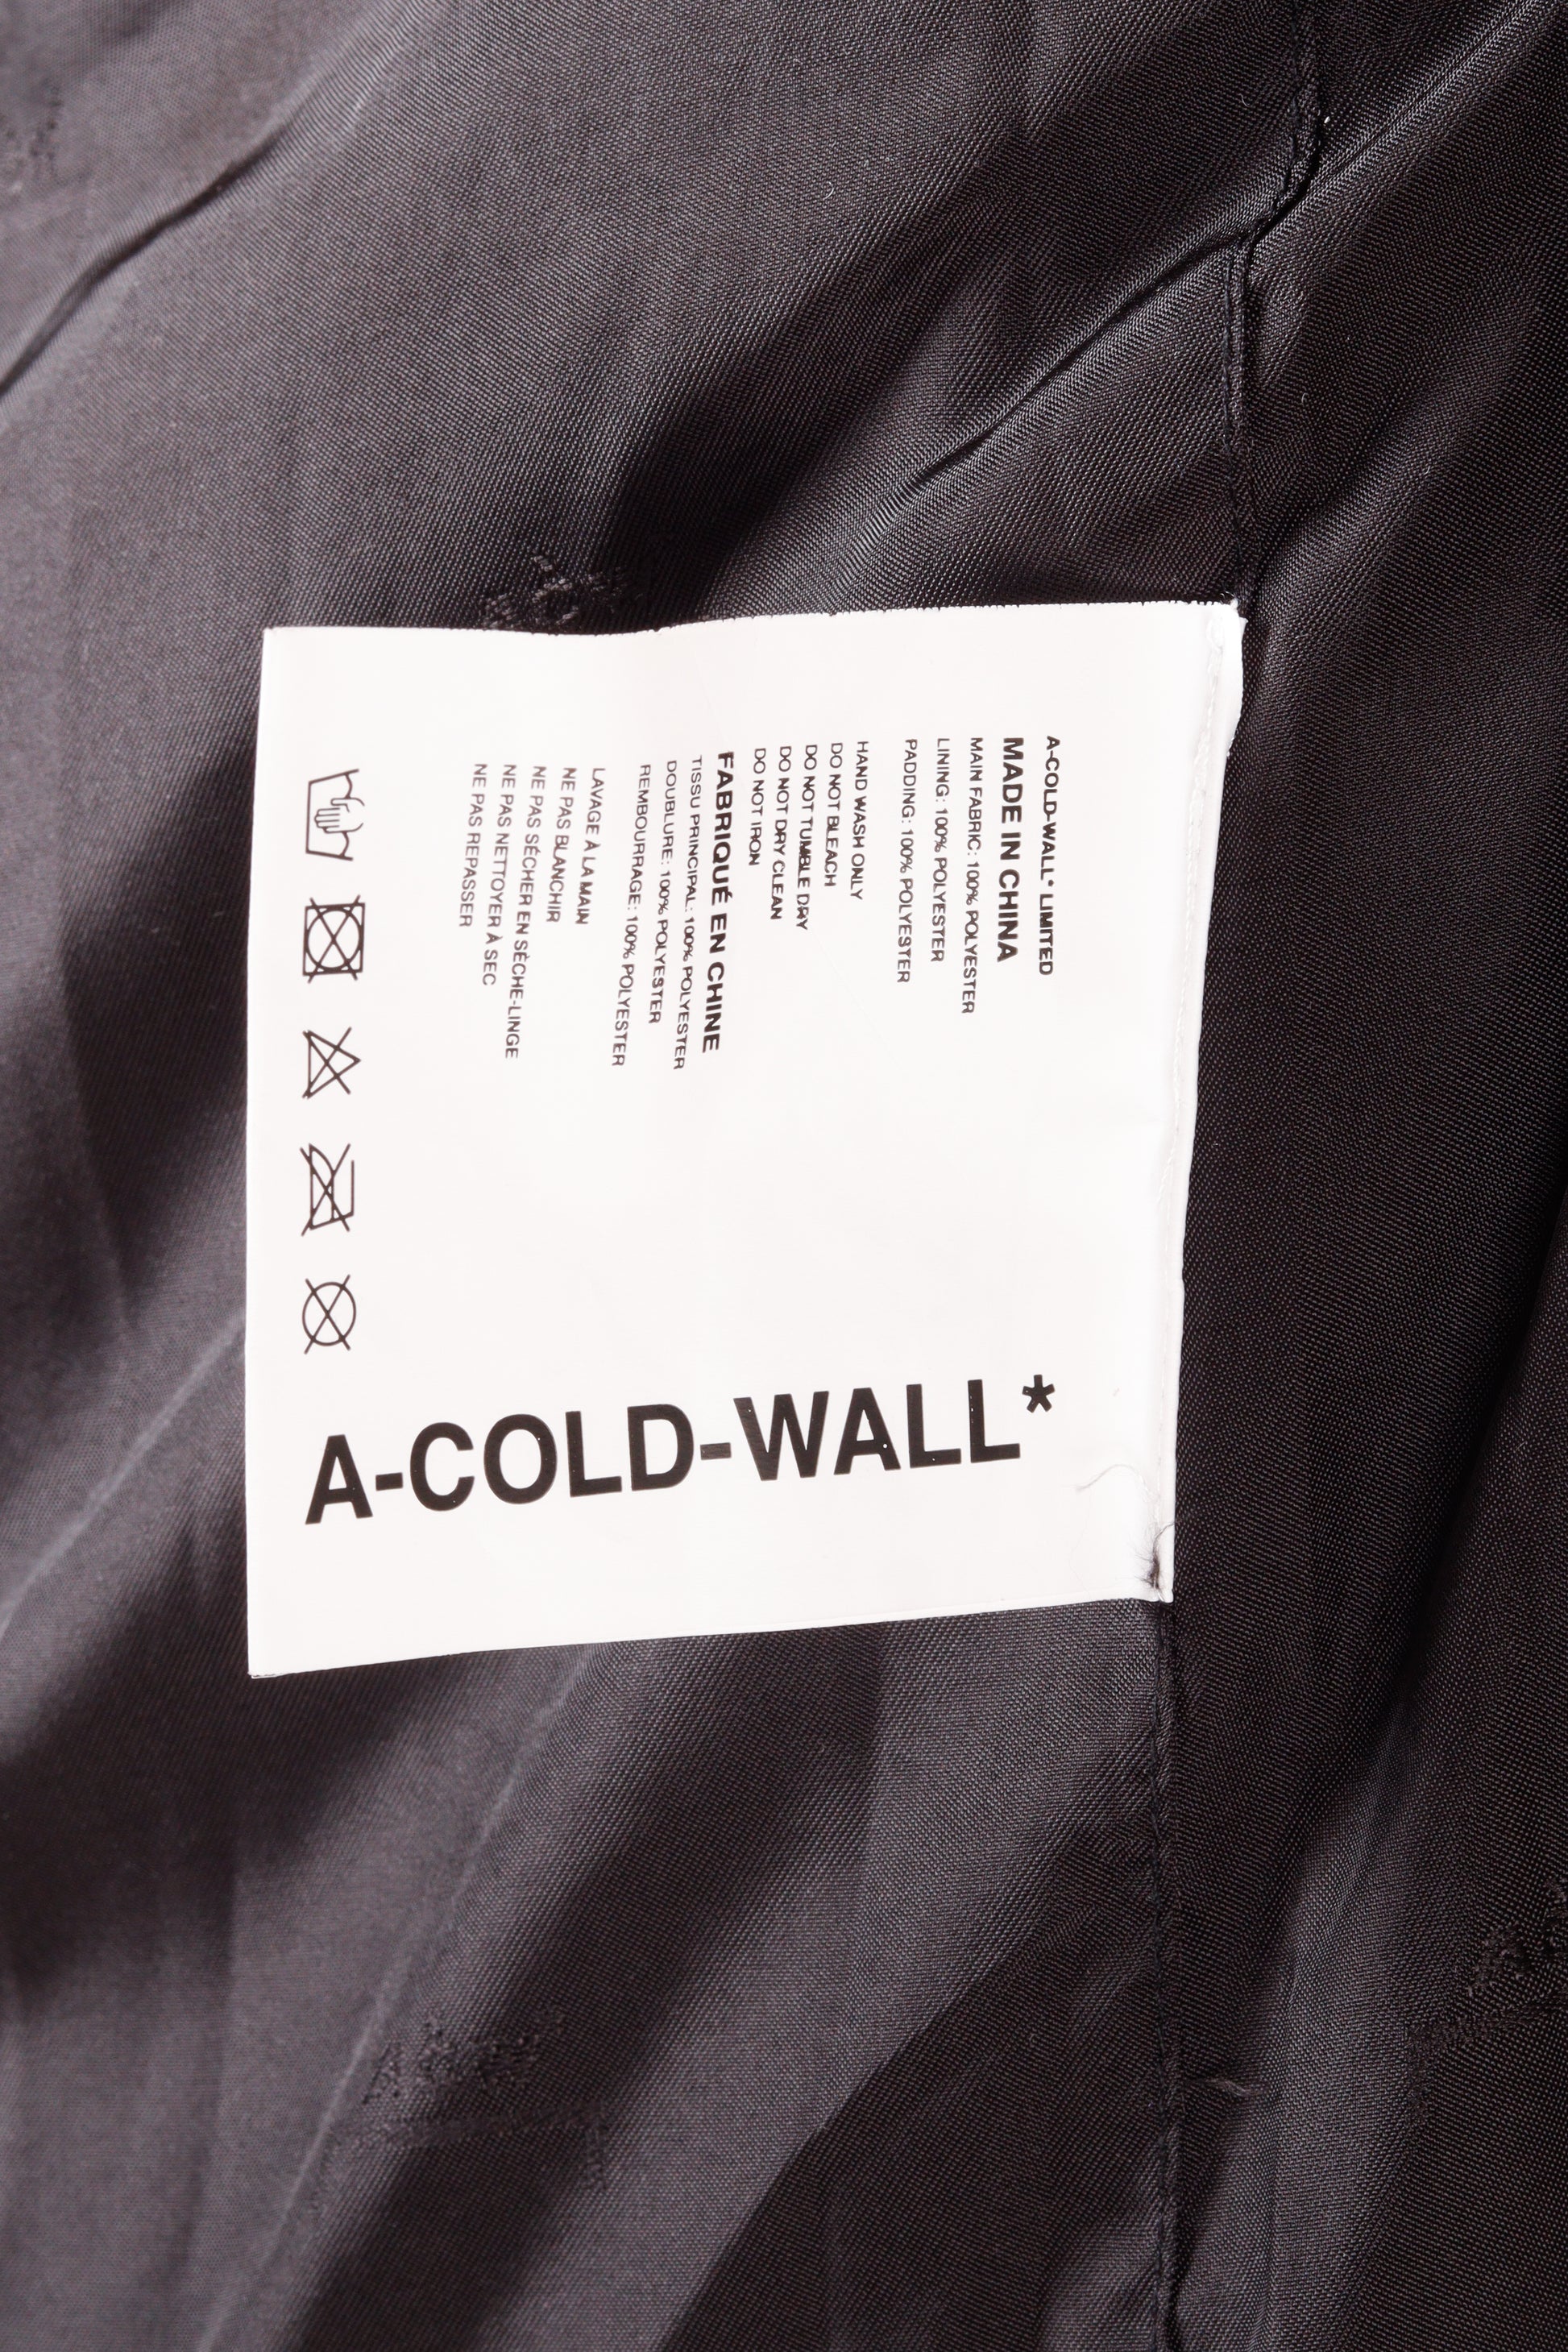 A-COLD-WALL* LIMITED
MADE IN CHINA
MAIN FABRIC: 100% POLYESTER
LINING: 100% POLYESTER
PADDING: 100% POLYESTER
HAND WASH ONLY
DO NOT BLEACH
DO NOT TUMBLE DRY
DO NOT DRY CLEAN
DO NOT IRON
FABRIQUÉ EN CHINE
TISSU PRINCIPAL: 100% POLYESTER
DOUBLURE: 100% POLYESTER
REMBOURRAGE: 100% POLYESTER
LAVAGE À LA MAIN
NE PAS BLANCHIR
NE PAS SÉCHER EN SÈCHE-LINGE
NE PAS NETTOYER À SEC
NE PAS REPASSER
A-COLD-WALL*